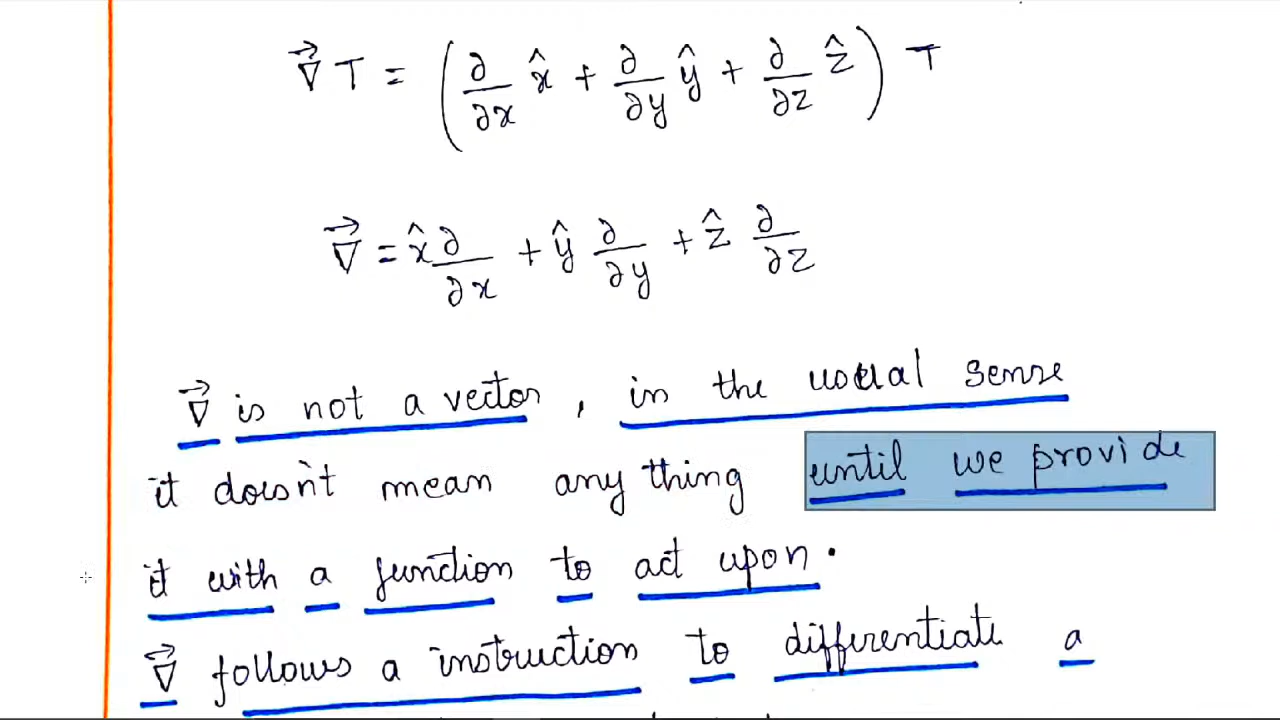 ∇⃗ T = ( ∂/∂x x̂ + ∂/∂y ŷ + ∂/∂z ẑ ) T
∇⃗ = x̂ ∂/∂x + ŷ ∂/∂y + ẑ ∂/∂z
∇⃗ is not a vector , in the usual sense
it doesn't mean any thing until we provide
it with a function to act upon .
∇⃗ follows a instruction to differentiate a